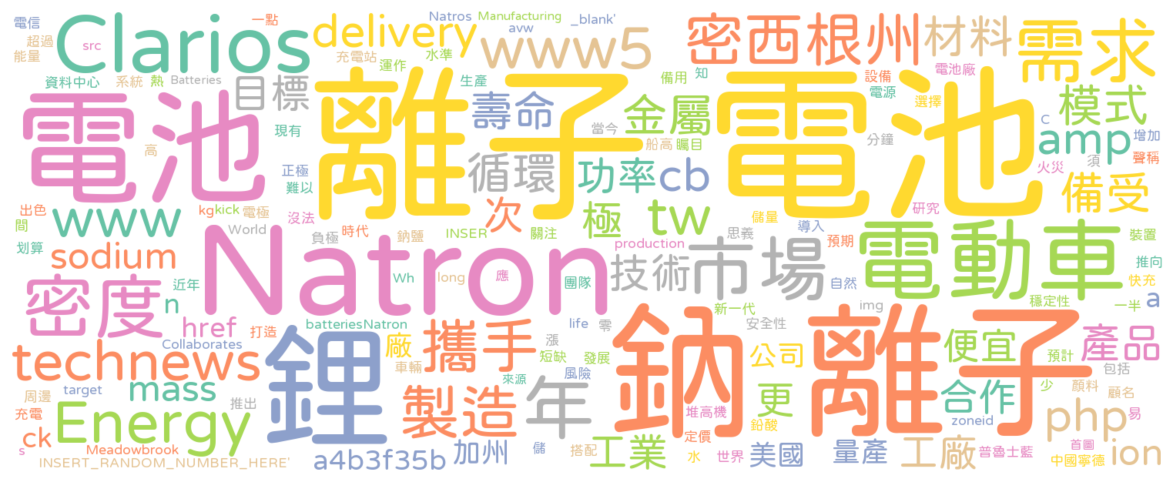 電信
Clarios
一點
delivery
Natros
Manufacturing
_blank'
密西根州
材料
需求
超過
src
能量
充電站
水準
avw
www5
運作
電池廠
資料中心
系統
熱
Batteries
目標
生產
備用
知
設備
電源
選擇
模式
電池
離子
電池
壽命
金屬
現有
當今
船高
矚目
分鐘
c
amp
增加
高
正極
難以
循環
功率
cb
火災
須
聲稱
備受
出色
間
划算
www
kg
kick
電極
沒法
時代
次
極
tw
儲量
研究
World
負極
鈉鹽
INSER
關注
production
思義
導入
預期
電動車
裝置
推向
sodium
Natron
技術
市場
密度
近年
n
Wh
long
應
團隊
自然
快充
穩定性
一半
a
href
打造
batteriesNatron
life
零
新一代
img
安全性
technews
Collaborates
鋰
廠
攜手
漲
短缺
發展
鈉
離子
公司
便宜
產品
預計
包括
周邊
target
mass
推出
車輛
來源
風險
合作
少
顏料
顧名
充電
Energy
製造
年
堆高機
更
鉛酸
zoneid
php
易
ck
s
Meadowbrook
定價
首圖
INSERT_RANDOM_NUMBER_HERE'
a4b3f35b
加州
儲
搭配
工業
水
世界
美國
量產
工廠
普魯士藍
中國寧德
ion